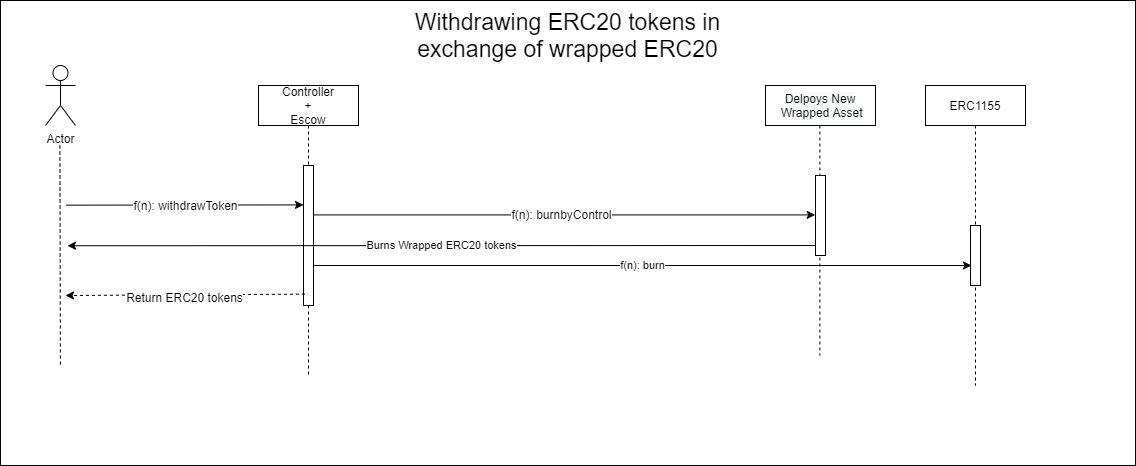 Withdrawing ERC20 tokens in
exchange of wrapped ERC20
Actor
Controller
+
Escow
Delpoys New
Wrapped Asset
ERC1155
f(n): withdrawToken
f(n): burnbyControl
Burns Wrapped ERC20 tokens
f(n): burn
Return ERC20 tokens